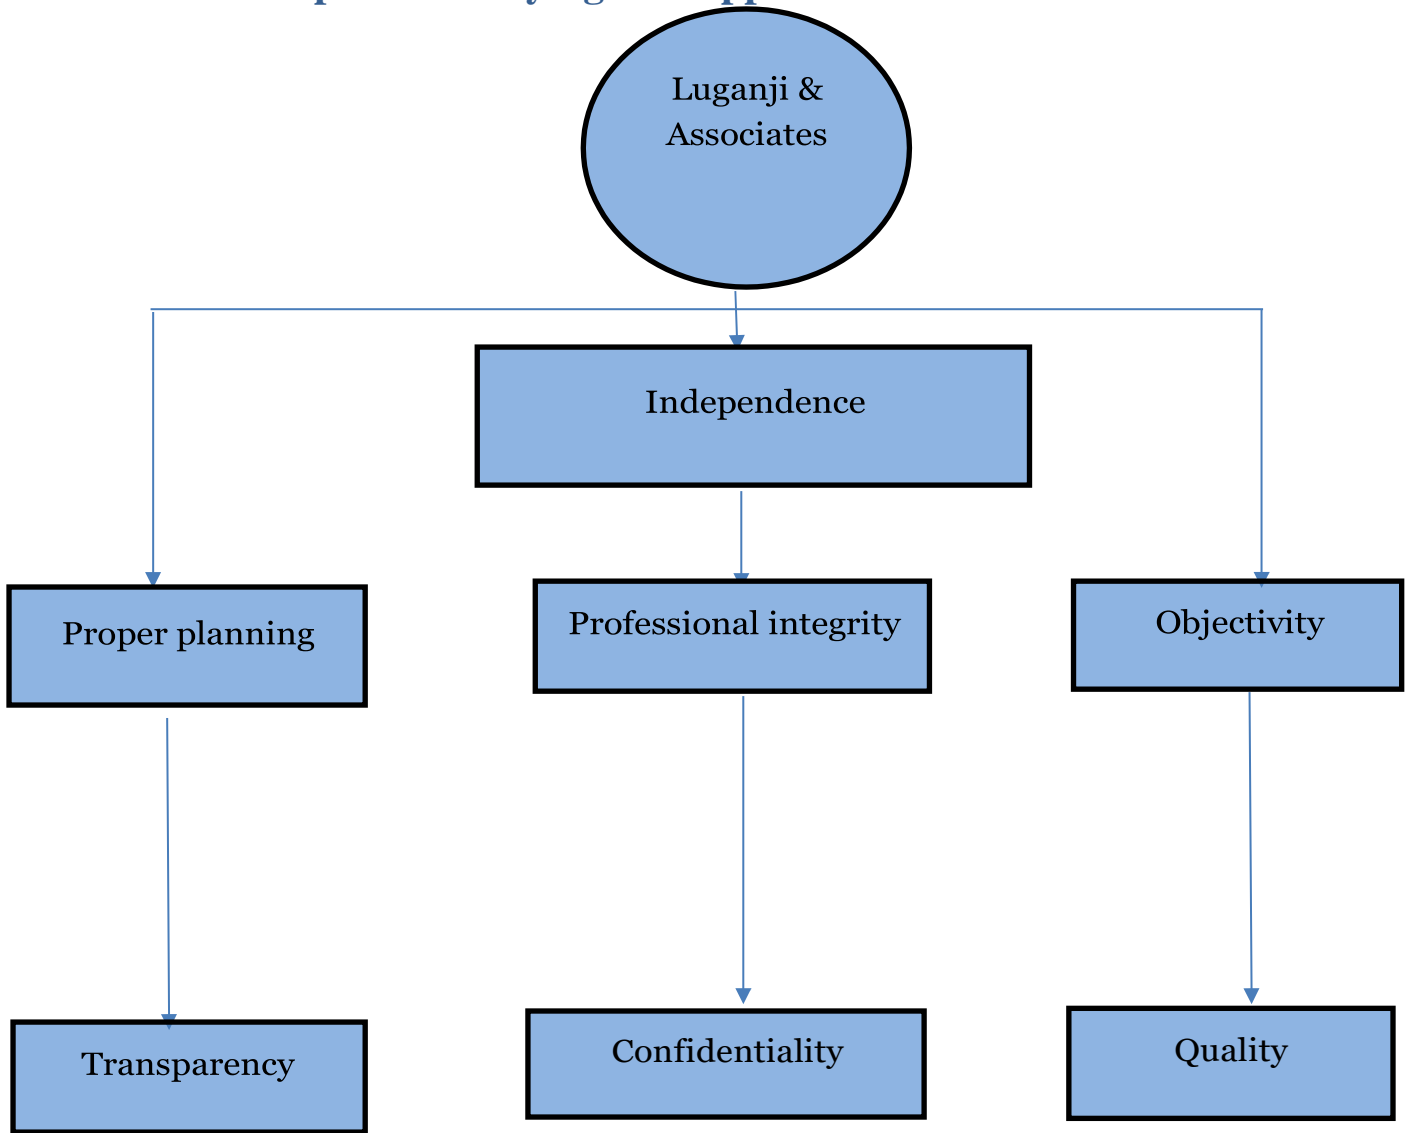 Luganji &
Associates
Independence
Proper planning
Professional integrity
Objectivity
Transparency
Confidentiality
Quality